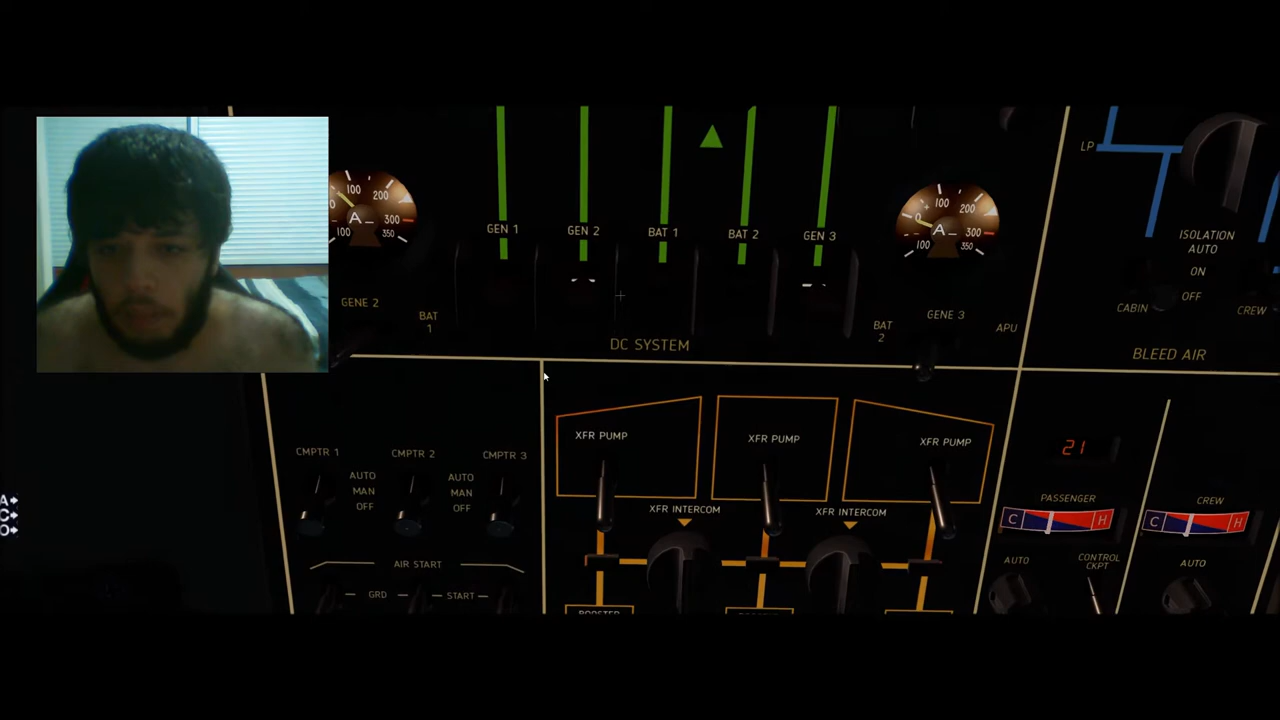 LP
0 100 200 300 350 100 A
0 100 200 300 350 100 A
GEN 1 GEN 2 BAT 1 BAT 2 GEN 3
ISOLATION
AUTO
ON
OFF
CABIN CREW
GENE 2 BAT 1
BAT 2 GENE 3 APU
DC SYSTEM
BLEED AIR
CMPTR 1 CMPTR 2 CMPTR 3
AUTO AUTO
MAN MAN
OFF OFF
XFR PUMP XFR PUMP XFR PUMP
XFR INTERCOM XFR INTERCOM
21
PASSENGER CREW
C H C H
AIR START
GRD START
AUTO CONTROL CKPT AUTO
BOOSTER